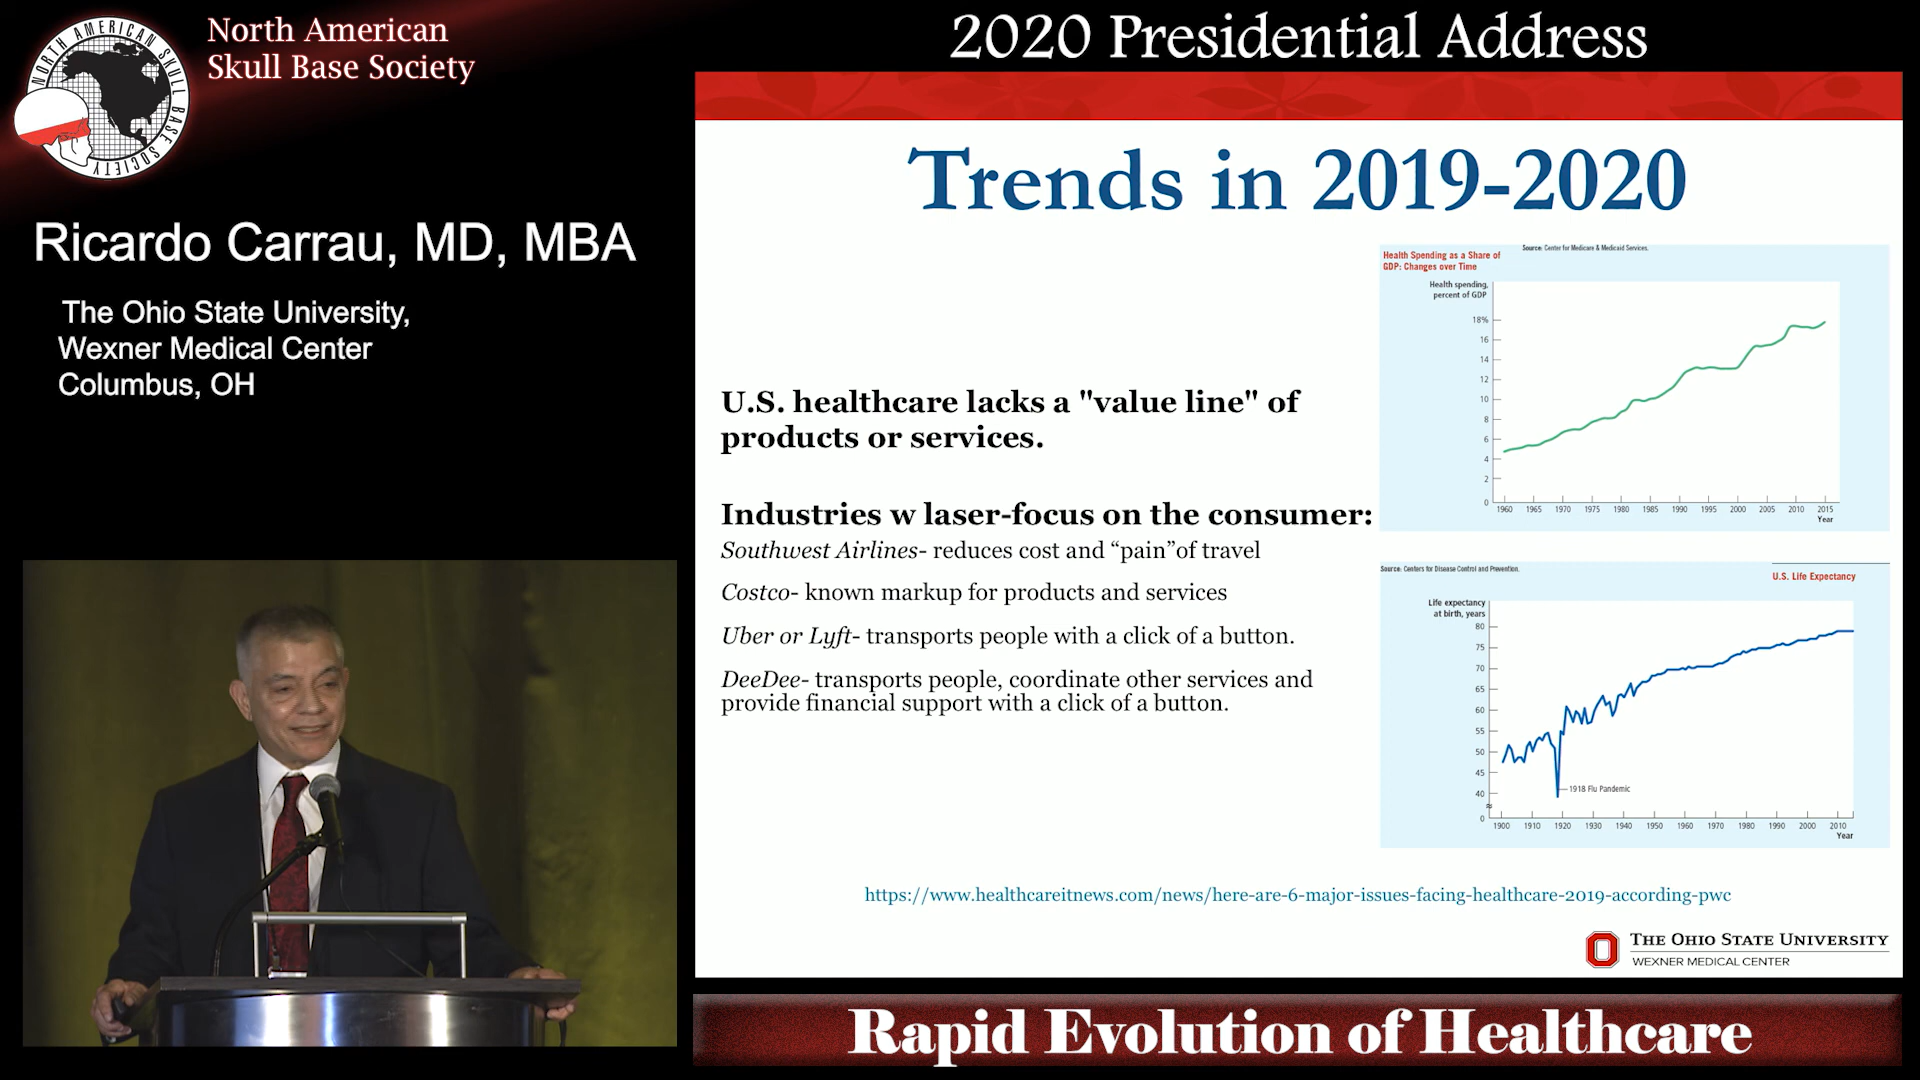 North American
Skull Base Society
NORTH AMERICAN SKULL BASE SOCIETY
2020 Presidential Address
Ricardo Carrau, MD, MBA
The Ohio State University,
Wexner Medical Center
Columbus, OH
Trends in 2019-2020
U.S. healthcare lacks a "value line" of
products or services.
Industries w laser-focus on the consumer:
Southwest Airlines- reduces cost and “pain”of travel
Costco- known markup for products and services
Uber or Lyft- transports people with a click of a button.
DeeDee- transports people, coordinate other services and
provide financial support with a click of a button.
Source: Center for Medicare & Medicaid Services.
Health Spending as a Share of
GDP: Changes over Time
Health spending,
percent of GDP
18%
16
14
12
10
8
6
4
2
0
1960 1965 1970 1975 1980 1985 1990 1995 2000 2005 2010 2015
Year
Source: Centers for Disease Control and Prevention.
U.S. Life Expectancy
Life expectancy
at birth, years
80
75
70
65
60
55
50
45
40
0
1918 Flu Pandemic
1900 1910 1920 1930 1940 1950 1960 1970 1980 1990 2000 2010
Year
https://www.healthcareitnews.com/news/here-are-6-major-issues-facing-healthcare-2019-according-pwc
THE OHIO STATE UNIVERSITY
WEXNER MEDICAL CENTER
Rapid Evolution of Healthcare